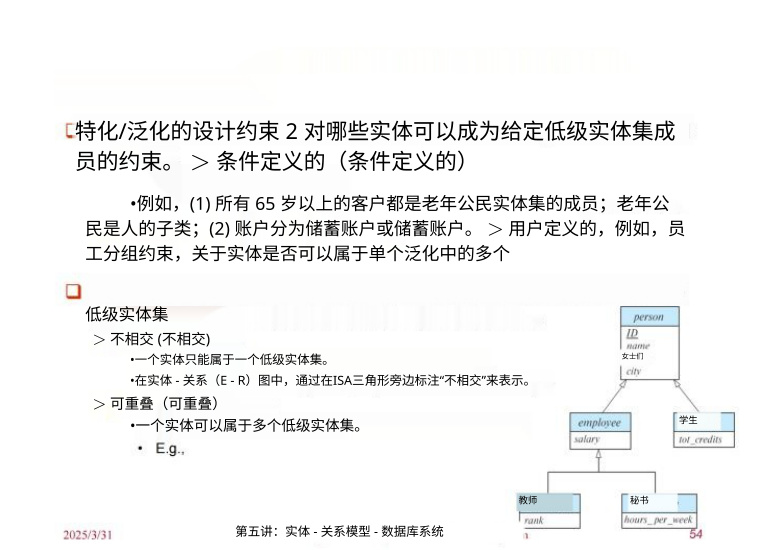 特化/泛化的设计约束 2 对哪些实体可以成为给定低级实体集成
员的约束。 ＞ 条件定义的（条件定义的）
•例如，(1) 所有 65 岁以上的客户都是老年公民实体集的成员；老年公
民是人的子类；(2) 账户分为储蓄账户或储蓄账户。 ＞ 用户定义的，例如，员
工分组约束，关于实体是否可以属于单个泛化中的多个
低级实体集
＞ 不相交 (不相交)
•一个实体只能属于一个低级实体集。
•在实体 - 关系（E - R）图中，通过在ISA三角形旁边标注“不相交”来表示。
＞ 可重叠（可重叠）
•一个实体可以属于多个低级实体集。
• E.g.,
person
ID
name
女士们
city
employee
salary
学生
tot_credits
教师
rank
秘书
hours_per_week
2025/3/31
第五讲：实体 - 关系模型 - 数据库系统
54